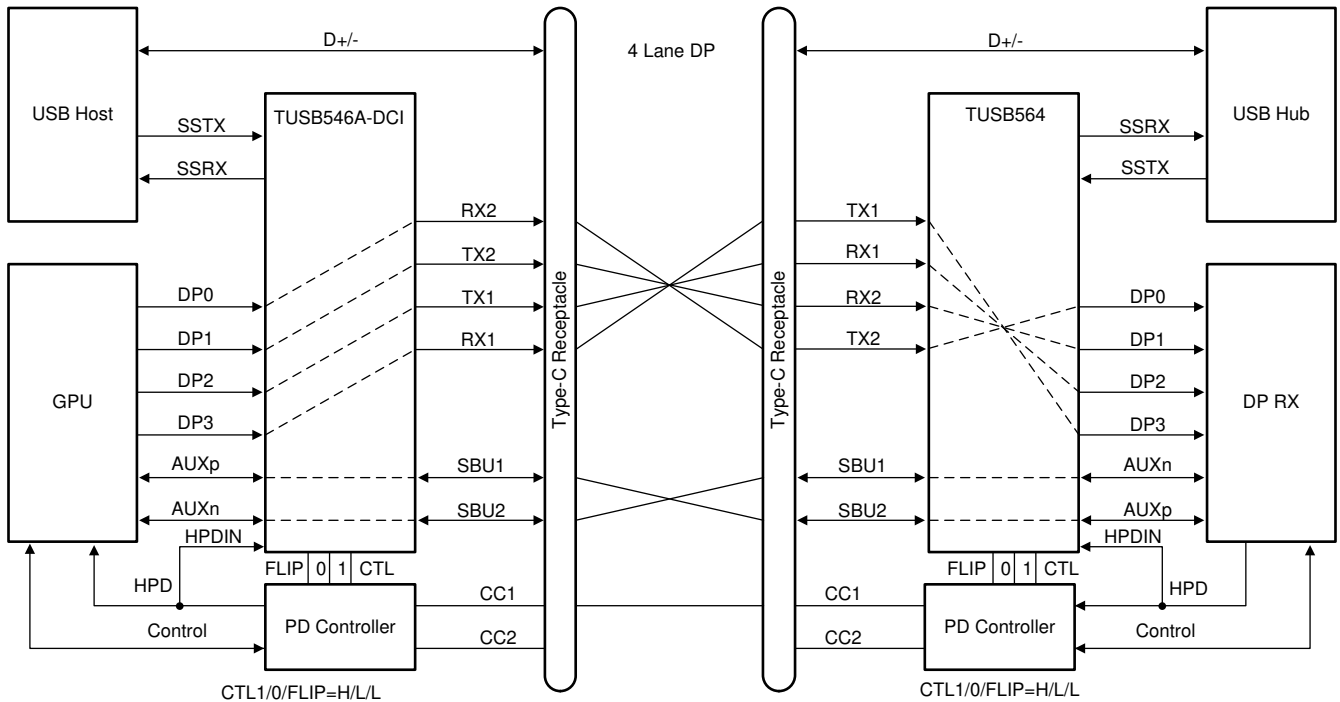 D+/-
4 Lane DP
D+/-
USB Host
TUSB546A-DCI
TUSB564
USB Hub
SSTX
SSRX
SSRX
SSTX
RX2
TX2
TX1
RX1
TX1
RX1
RX2
TX2
GPU
DP0
DP1
DP2
DP3
AUXp
AUXn
HPDIN
SBU1
SBU2
Type-C Receptacle
Type-C Receptacle
SBU1
SBU2
DP0
DP1
DP2
DP3
AUXn
AUXp
HPDIN
DP RX
FLIP 0 1 CTL
FLIP 0 1 CTL
HPD
HPD
PD Controller
CC1
CC2
CC1
CC2
PD Controller
Control
Control
CTL1/0/FLIP=H/L/L
CTL1/0/FLIP=H/L/L